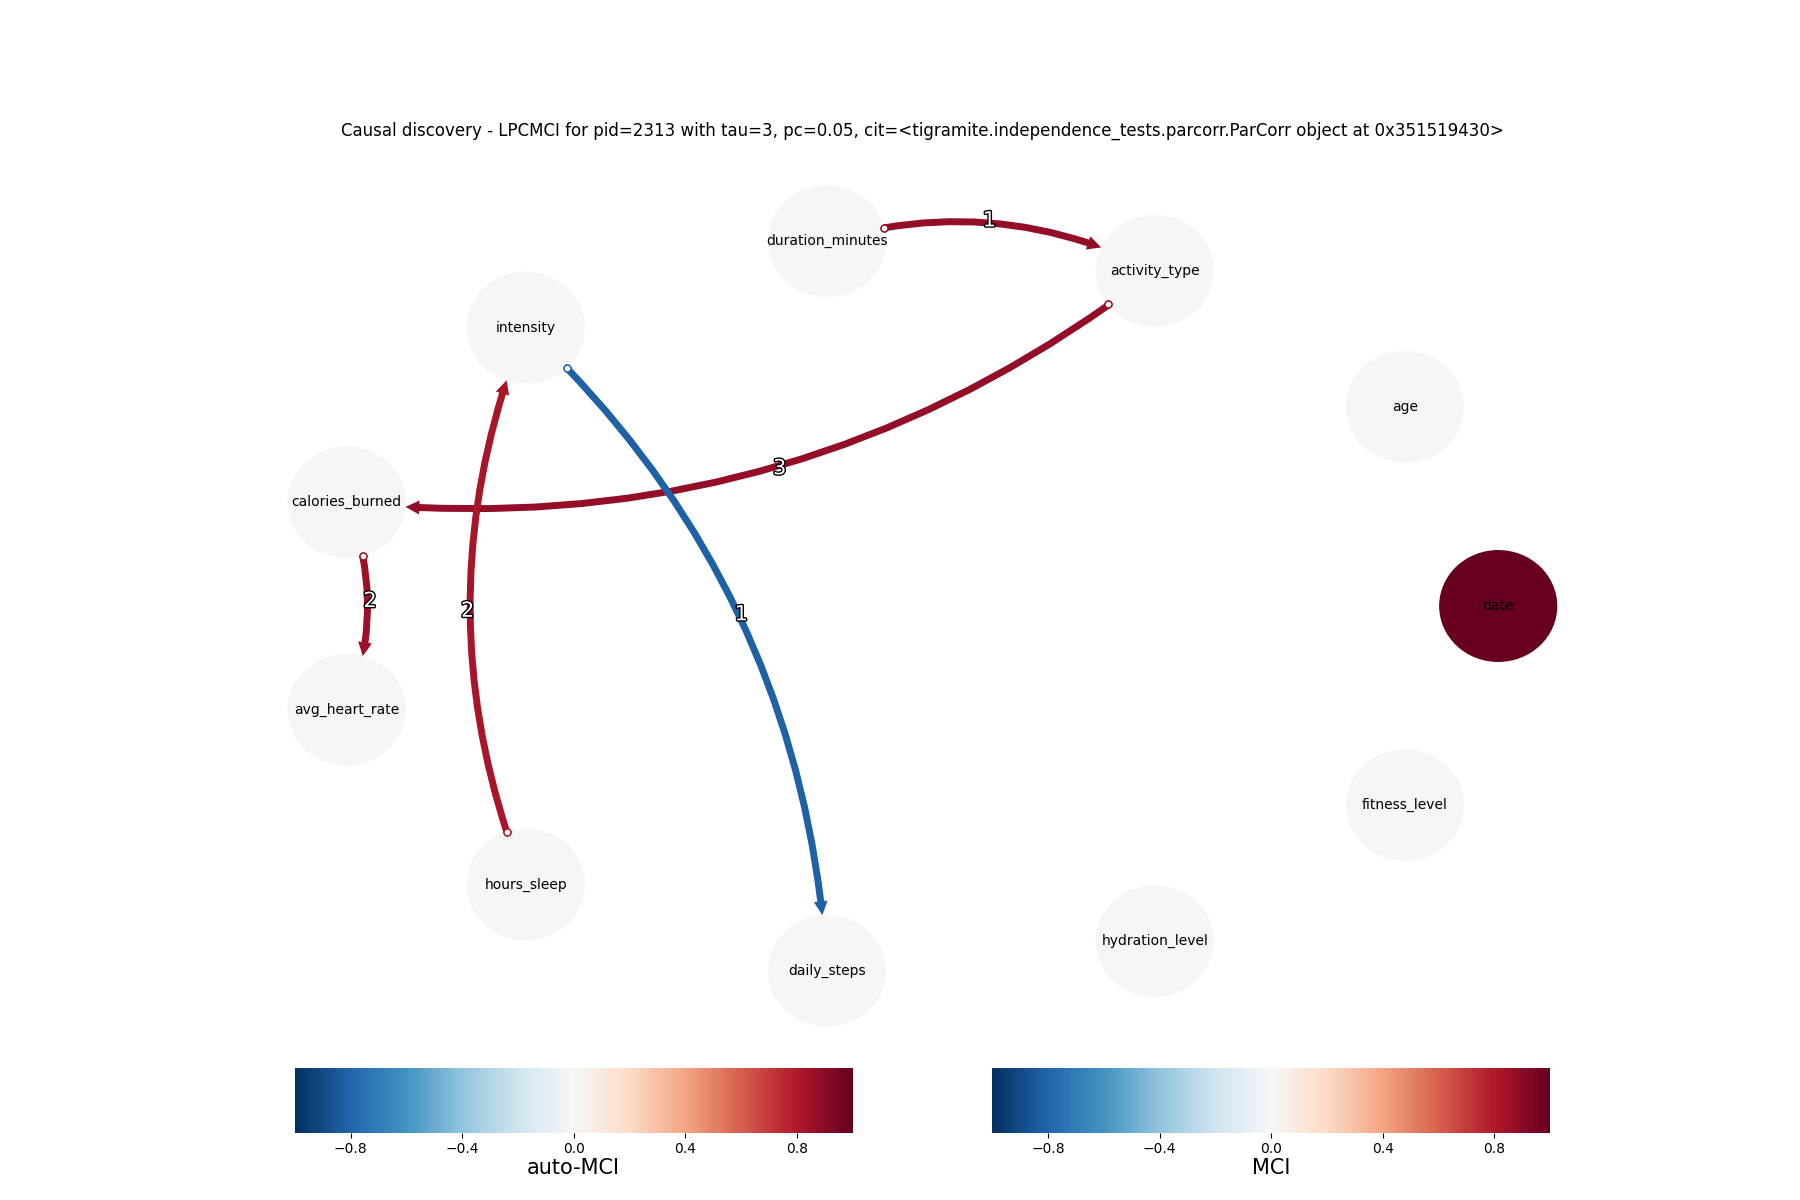 Causal discovery - LPCMCI for pid=2313 with tau=3, pc=0.05, cit=<tigramite.independence_tests.parcorr.ParCorr object at 0x351519430>
duration_minutes
1
activity_type
intensity
age
3
calories_burned
date
2
2
1
avg_heart_rate
fitness_level
hours_sleep
hydration_level
daily_steps
−0.8 −0.4 0.0 0.4 0.8
auto-MCI
−0.8 −0.4 0.0 0.4 0.8
MCI